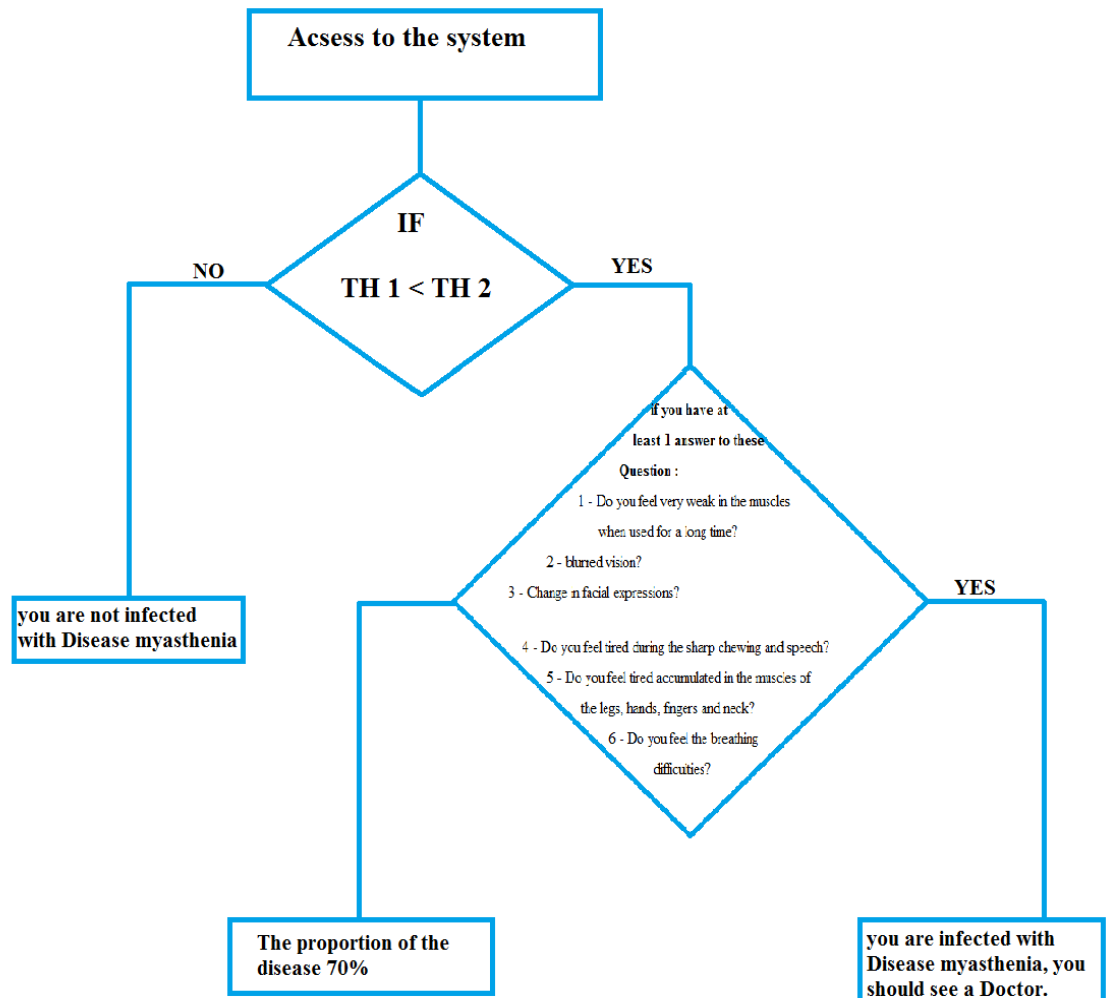 Acsess to the system
IF
TH 1 < TH 2
NO
YES
if you have at
least 1 answer to these
Question :
1 - Do you feel very weak in the muscles
when used for a long time?
2 - blurred vision?
3 - Change in facial expressions?
4 - Do you feel tired during the sharp chewing and speech?
5 - Do you feel tired accumulated in the muscles of
the legs, hands, fingers and neck?
6 - Do you feel the breathing
difficulties?
YES
you are not infected
with Disease myasthenia
The proportion of the
disease 70%
you are infected with
Disease myasthenia, you
should see a Doctor.